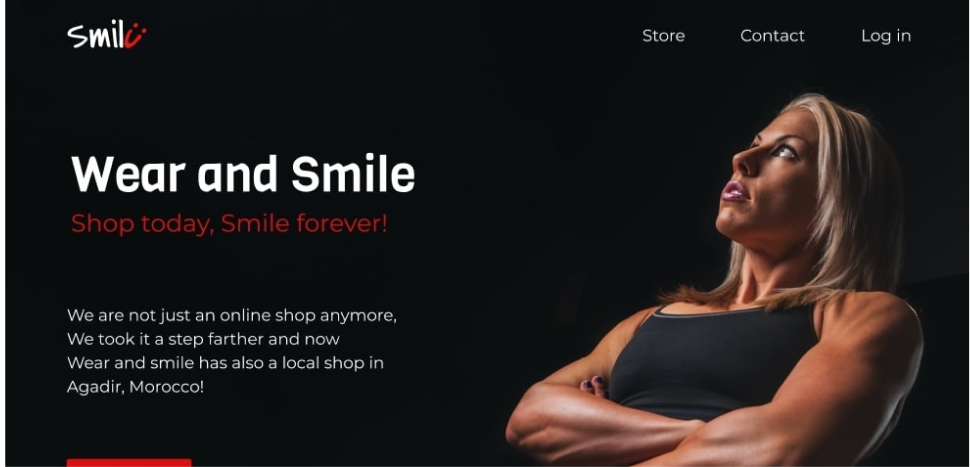 Smile
Store
Contact
Log in
Wear and Smile
Shop today, Smile forever!
We are not just an online shop anymore,
We took it a step farther and now
Wear and smile has also a local shop in
Agadir, Morocco!